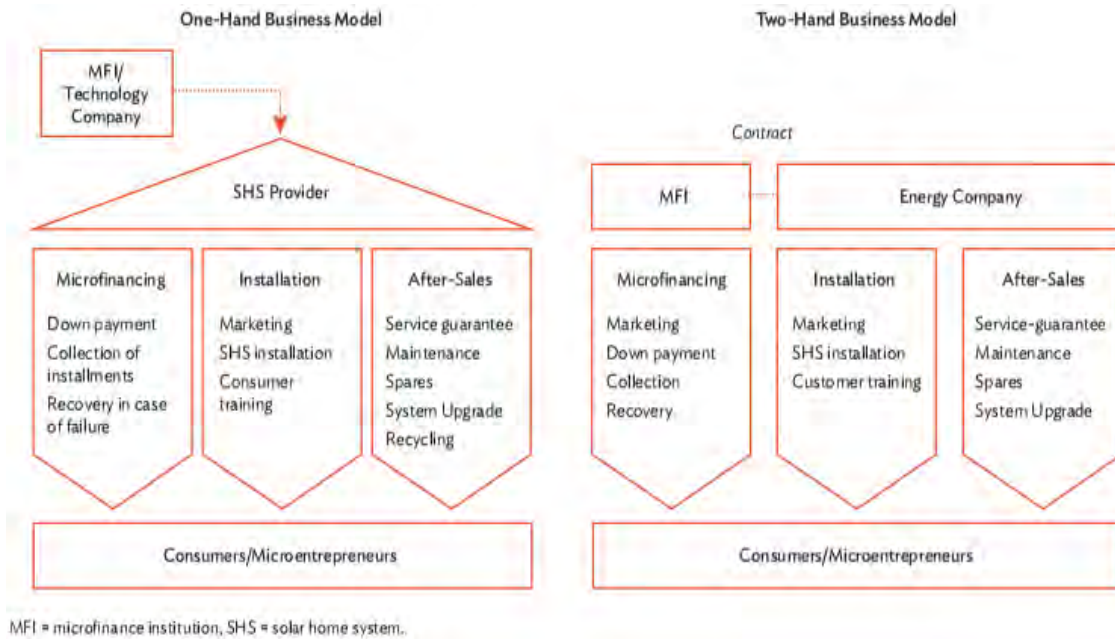 One-Hand Business Model
MFI/
Technology
Company
SHS Provider
Microfinancing
Down payment
Collection of
installments
Recovery in case
of failure
Installation
Marketing
SHS installation
Consumer
training
After-Sales
Service guarantee
Maintenance
Spares
System Upgrade
Recycling
Consumers/Microentrepreneurs
Two-Hand Business Model
Contract
MFI
Energy Company
Microfinancing
Marketing
Down payment
Collection
Recovery
Installation
Marketing
SHS installation
Customer training
After-Sales
Service-guarantee
Maintenance
Spares
System Upgrade
Consumers/Microentrepreneurs
MFI = microfinance institution, SHS = solar home system.